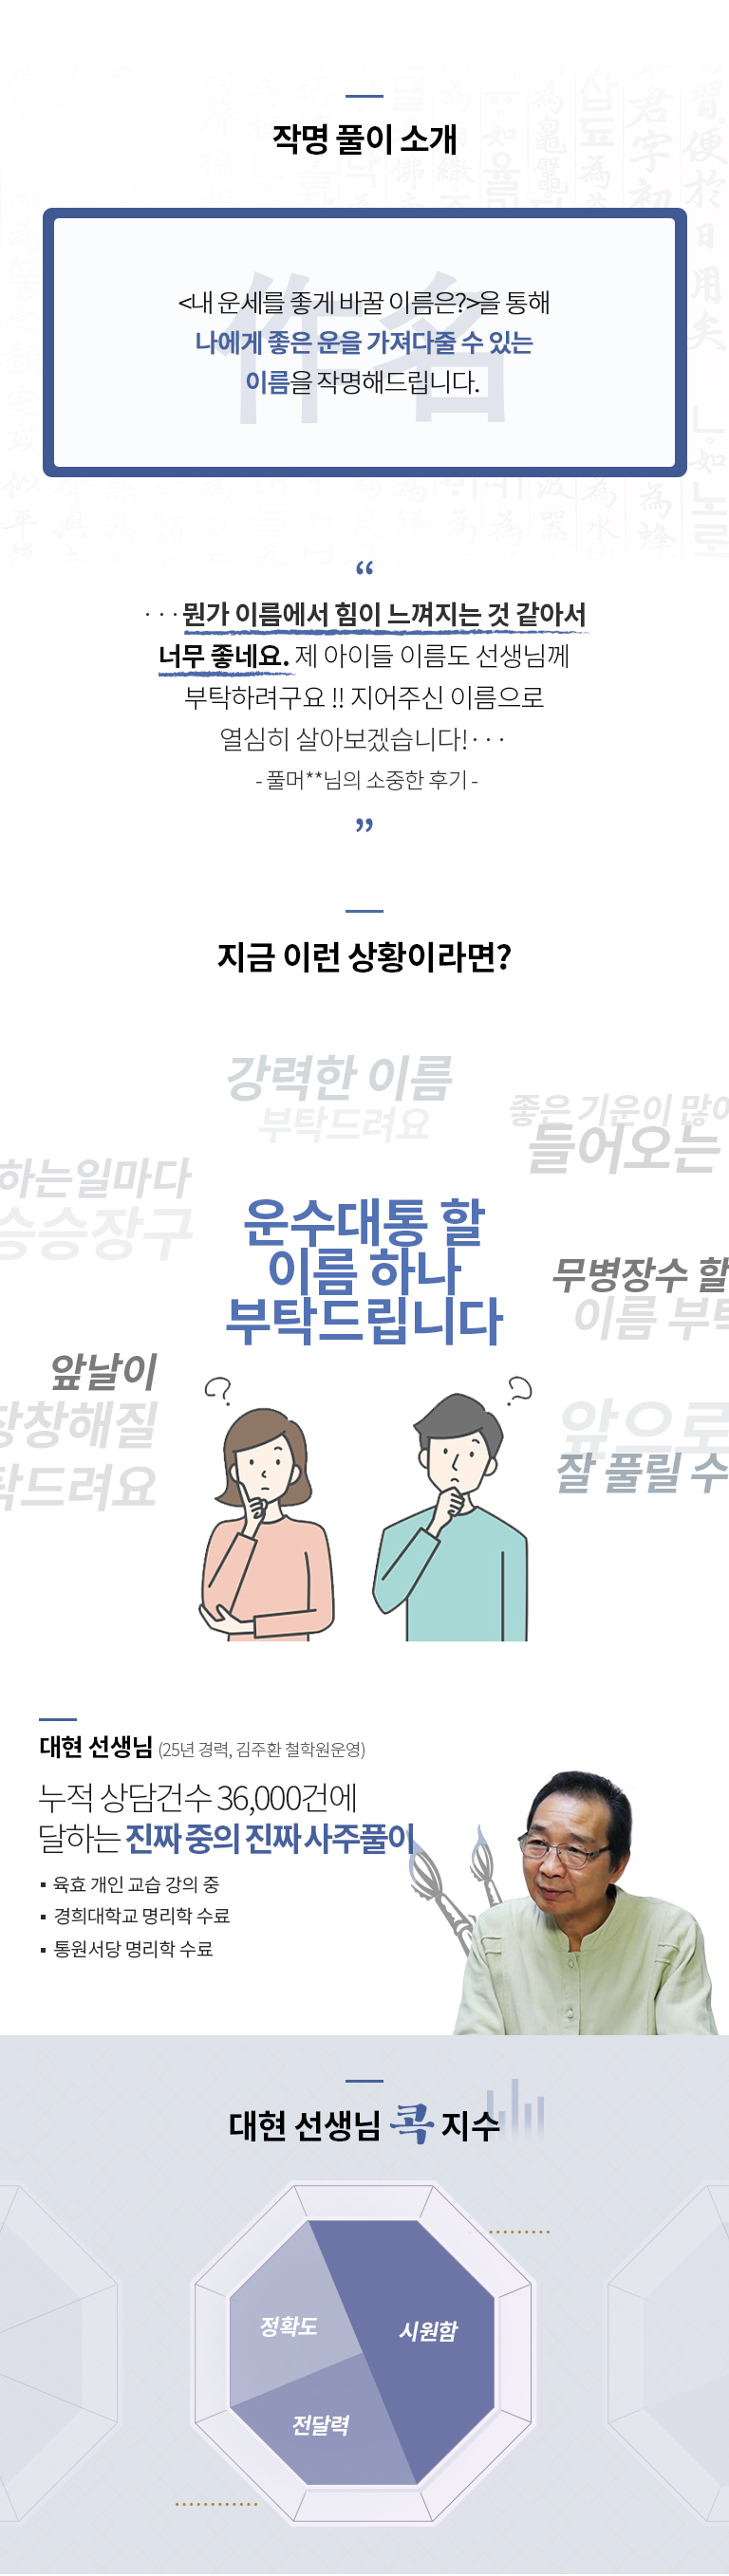 작명 풀이 소개
作名
<내 운세를 좋게 바꿀 이름은?>을 통해
나에게 좋은 운을 가져다줄 수 있는
이름을 작명해드립니다.
“
· · · 뭔가 이름에서 힘이 느껴지는 것 같아서
너무 좋네요. 제 아이들 이름도 선생님께
부탁하려구요 !! 지어주신 이름으로
열심히 살아보겠습니다! · · ·
- 풀머**님의 소중한 후기 -
”
지금 이런 상황이라면?
강력한 이름
부탁드려요
좋은 기운이 많이
들어오는
하는일마다
승승장구
운수대통 할
이름 하나
부탁드립니다
무병장수 할
이름 부탁
앞날이
창창해질
탁드려요
앞으로
잘 풀릴 수
?
?
대현 선생님 (25년 경력, 김주환 철학원운영)
누적 상담건수 36,000건에
달하는 진짜 중의 진짜 사주풀이
▪ 육효 개인 교습 강의 중
▪ 경희대학교 명리학 수료
▪ 통원서당 명리학 수료
대현 선생님 콕 지수
정확도
시원함
전달력